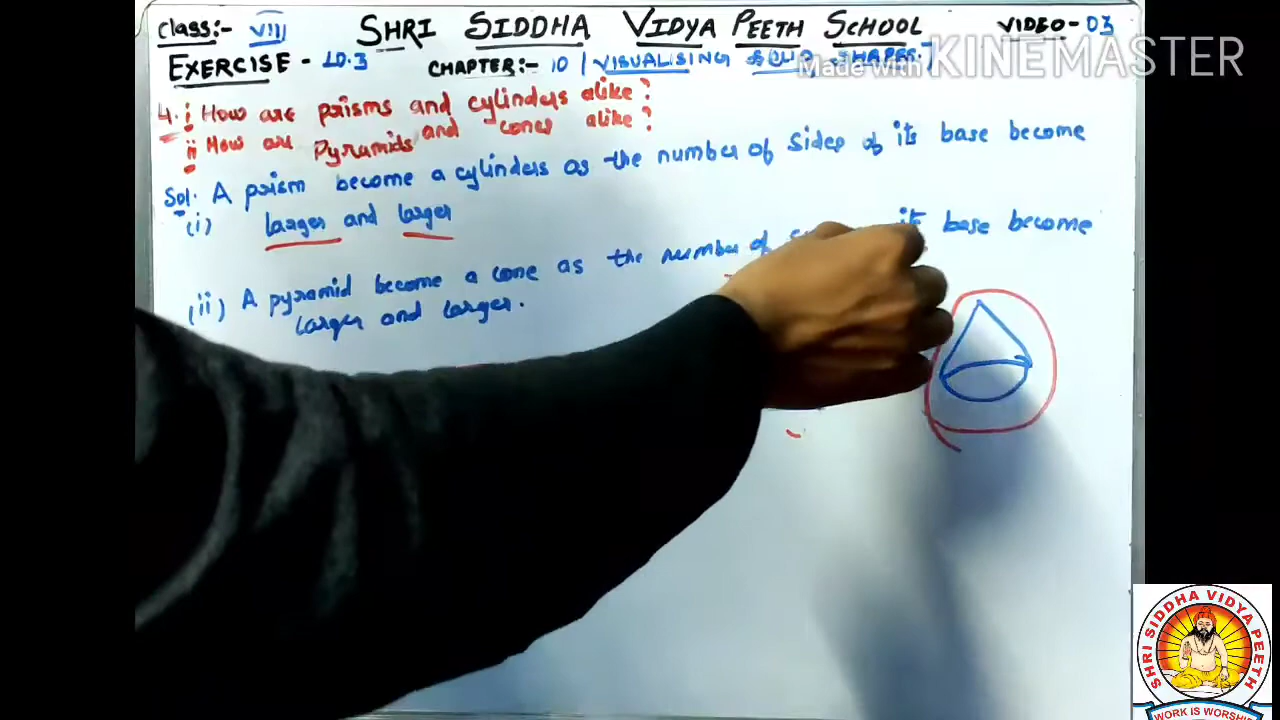 Class:- VIII SHRI SIDDHA VIDYA PEETH SCHOOL VIDEO-03
EXERCISE - 10.3 CHAPTER:- 10 [VISUALISING SOLID SHAPES]
Made with KINEMASTER
4. i How are prisms and cylinders alike?
ii How are Pyramids and cones alike?
Sol. A prism become a cylinders as the number of sides of its base become
(i) larger and larger
(ii) A pyramid become a cone as the number of its base become
larger and larger.
SHRI SIDDHA VIDYA PEETH
WORK IS WORSHIP